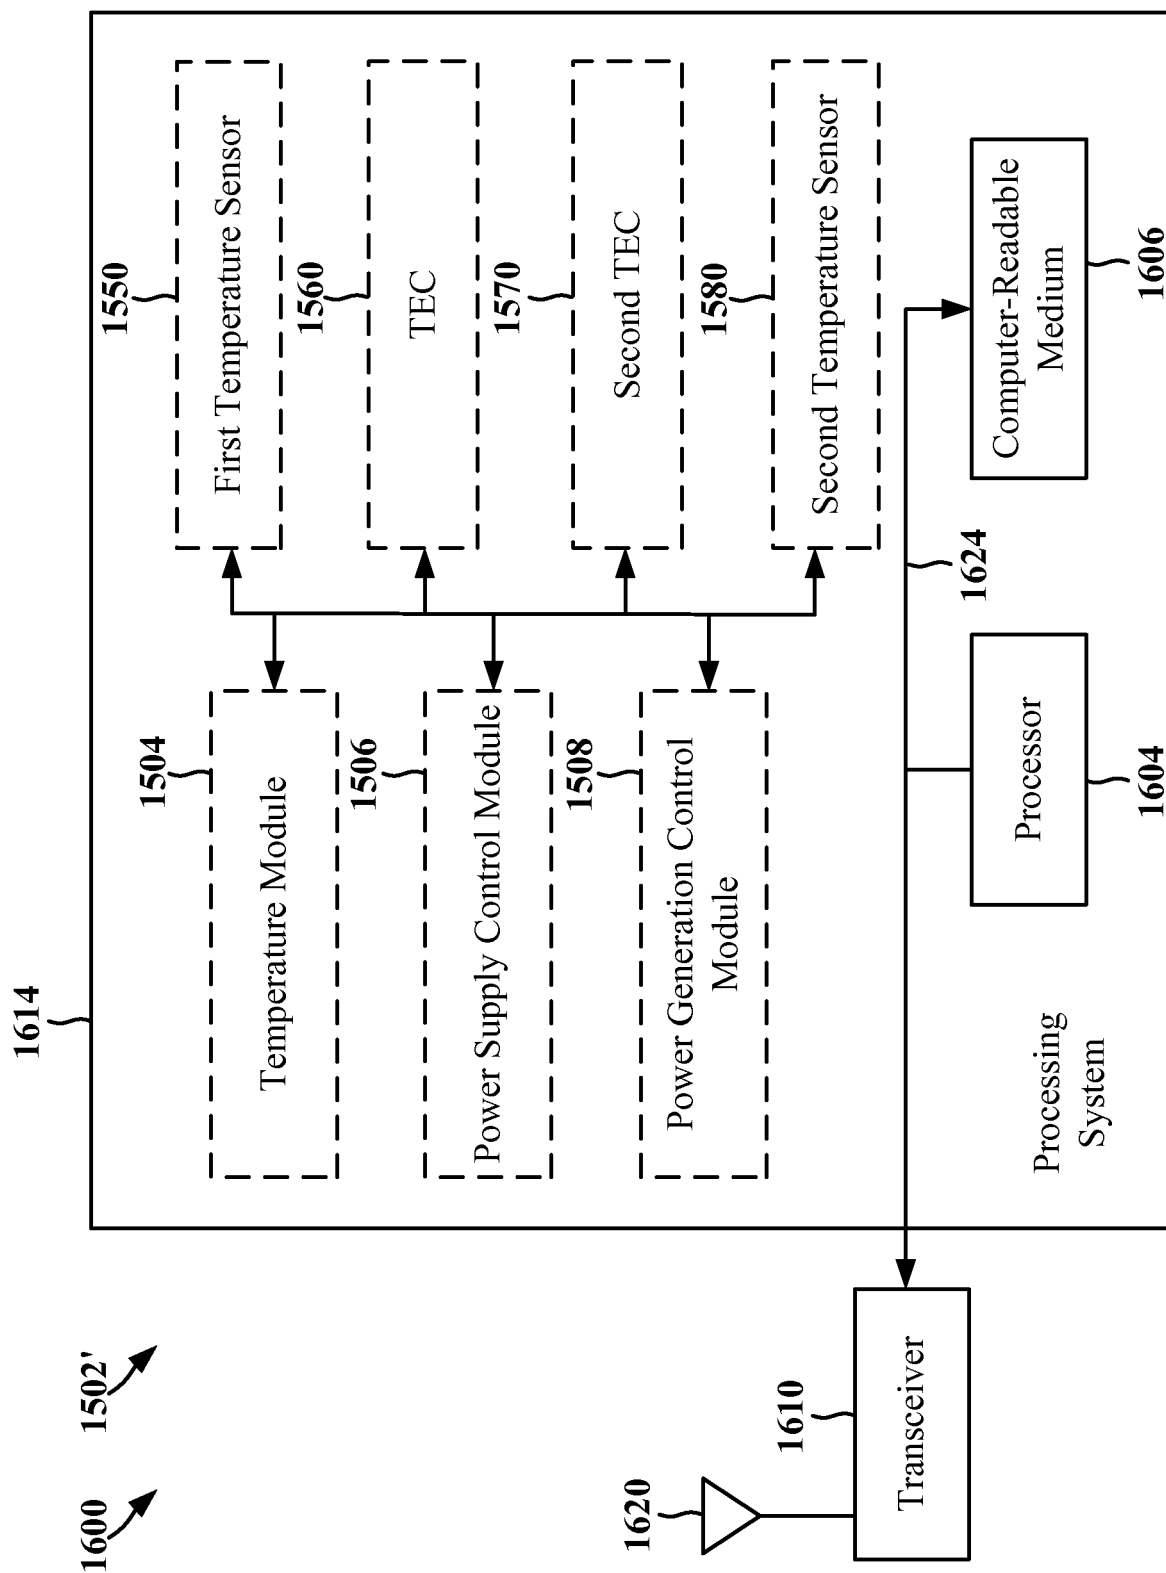 1600
1502'
1614
1504
Temperature Module
1550
First Temperature Sensor
1506
Power Supply Control Module
1560
TEC
1508
Power Generation Control
Module
1570
Second TEC
1580
Second Temperature Sensor
1620
1610
Transceiver
1624
Processing
System
Processor
1604
Computer-Readable
Medium
1606